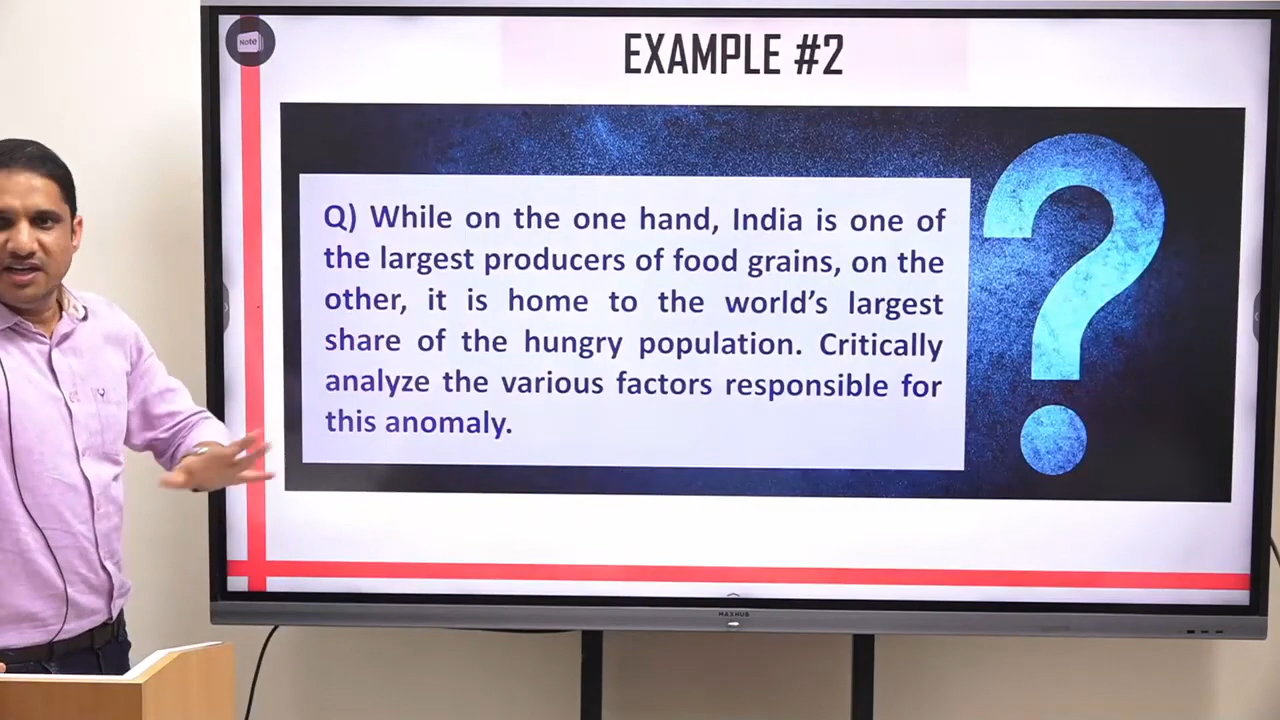 Note
EXAMPLE #2
Q) While on the one hand, India is one of
the largest producers of food grains, on the
other, it is home to the world's largest
share of the hungry population. Critically
analyze the various factors responsible for
this anomaly.
MAXHUB